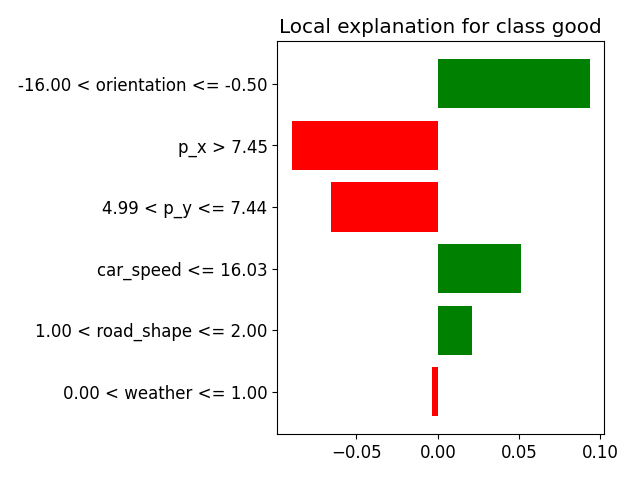 Local explanation for class good
-16.00 < orientation <= -0.50
p_x > 7.45
4.99 < p_y <= 7.44
car_speed <= 16.03
1.00 < road_shape <= 2.00
0.00 < weather <= 1.00
−0.05 0.00 0.05 0.10